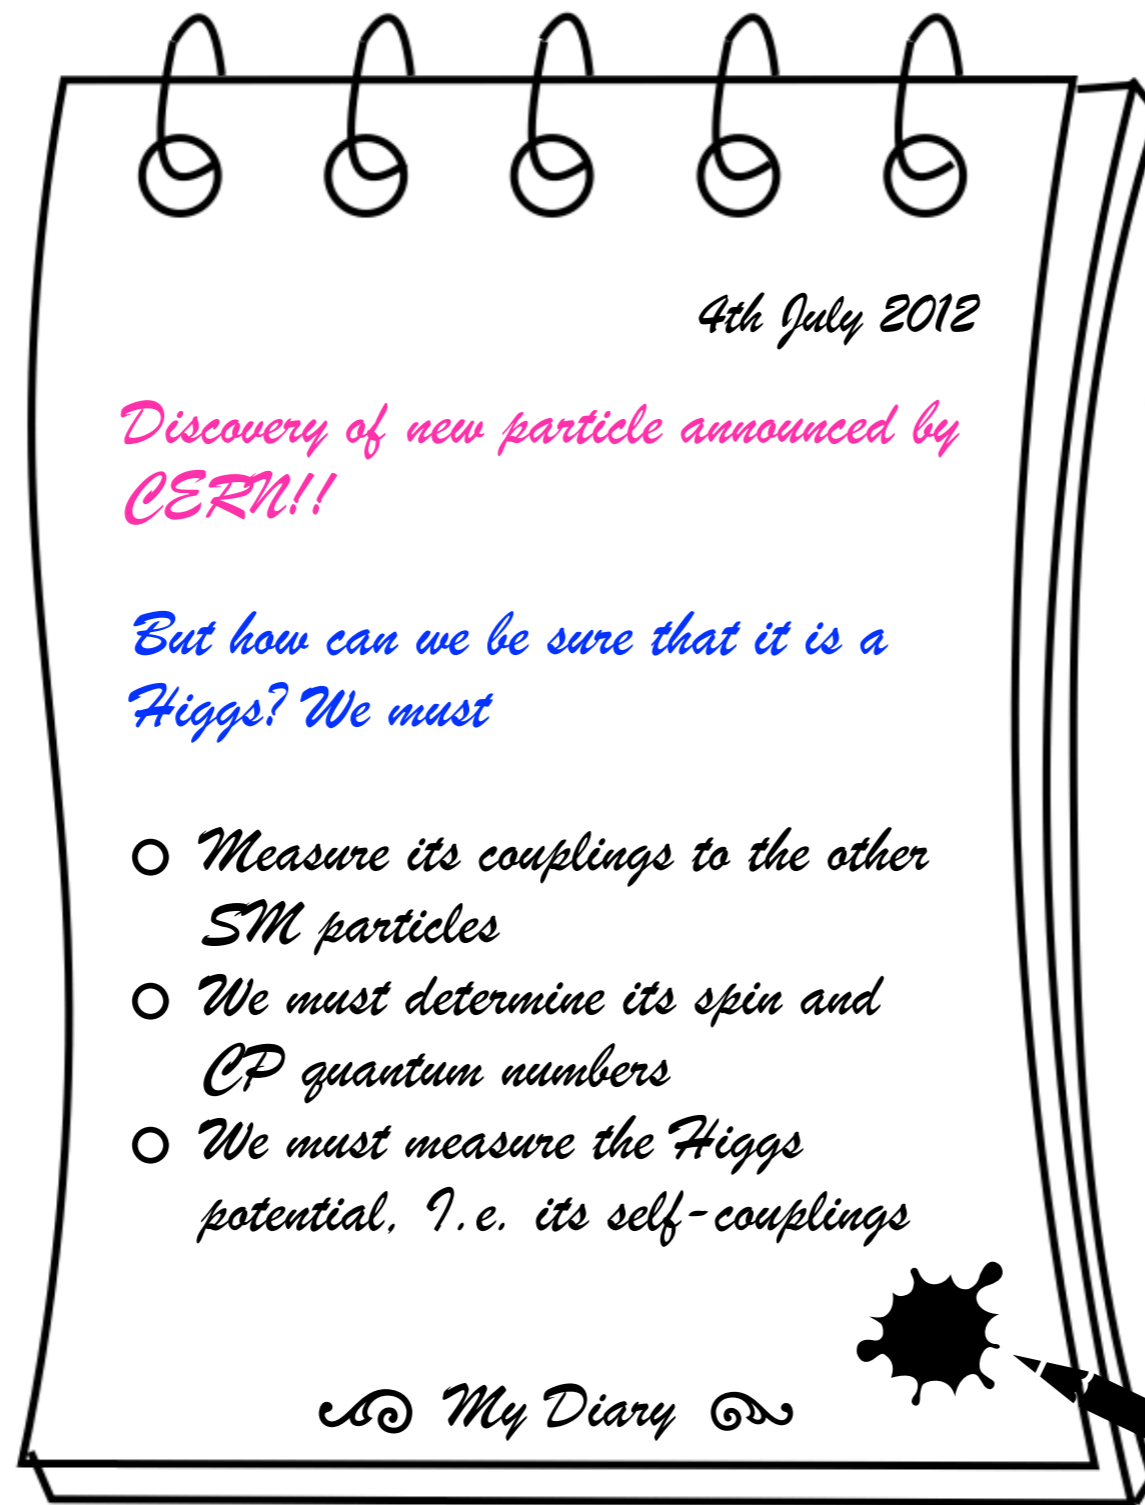 4th July 2012
Discovery of new particle announced by
CERN!!
But how can we be sure that it is a
Higgs? We must
Measure its couplings to the other
SM particles
We must determine its spin and
CP quantum numbers
We must measure the Higgs
potential, I.e. its self-couplings
My Diary